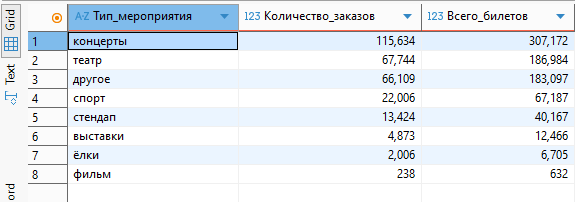 Grid
Text
ord
A-Z Тип_мероприятия 123 Количество_заказов 123 Всего_билетов
1 концерты 115,634 307,172
2 театр 67,744 186,984
3 другое 66,109 183,097
4 спорт 22,006 67,187
5 стендап 13,424 40,167
6 выставки 4,873 12,466
7 ёлки 2,006 6,705
8 фильм 238 632